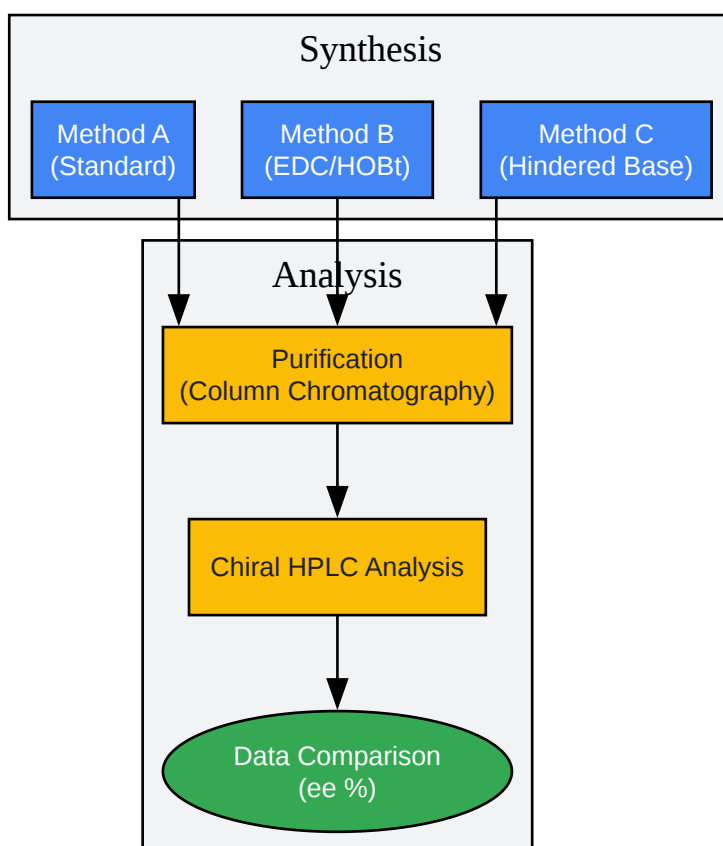 Synthesis
Method A
(Standard)
Method B
(EDC/HOBt)
Method C
(Hindered Base)
Analysis
Purification
(Column Chromatography)
Chiral HPLC Analysis
Data Comparison
(ee %)